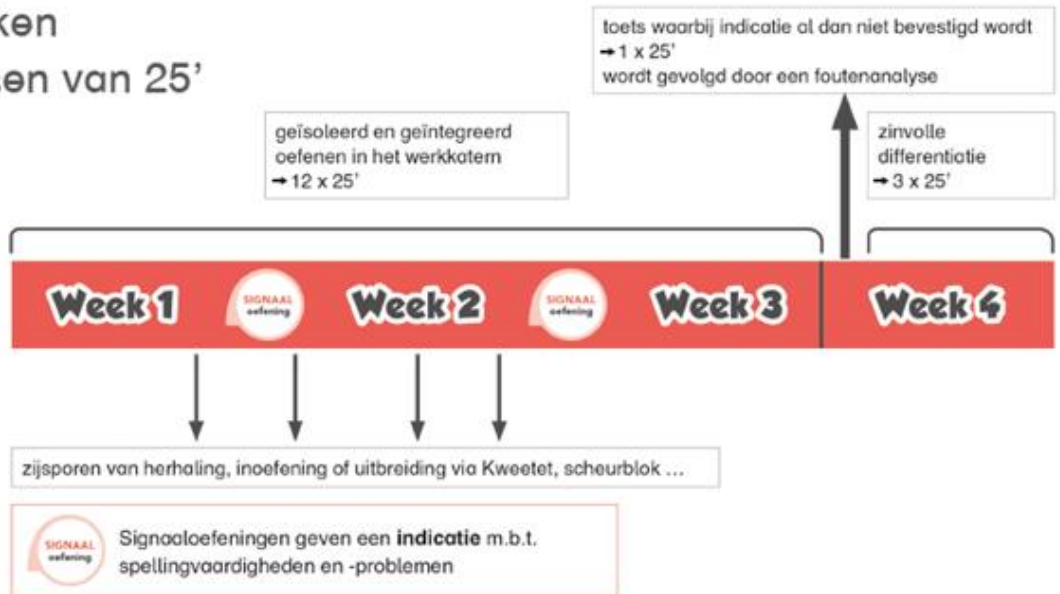 ken
en van 25'
toets waarbij indicatie al dan niet bevestigd wordt
➞ 1 x 25'
wordt gevolgd door een foutenanalyse
geïsoleerd en geïntegreerd
oefenen in het werkkatern
➞ 12 x 25'
zinvolle
differentiatie
➞ 3 x 25'
Week 1
SIGNAAL
oefening
Week 2
SIGNAAL
oefening
Week 3
Week 4
zijsporen van herhaling, inoefening of uitbreiding via Kweetet, scheurblok ...
SIGNAAL
oefening
Signaaloefeningen geven een indicatie m.b.t.
spellingvaardigheden en -problemen